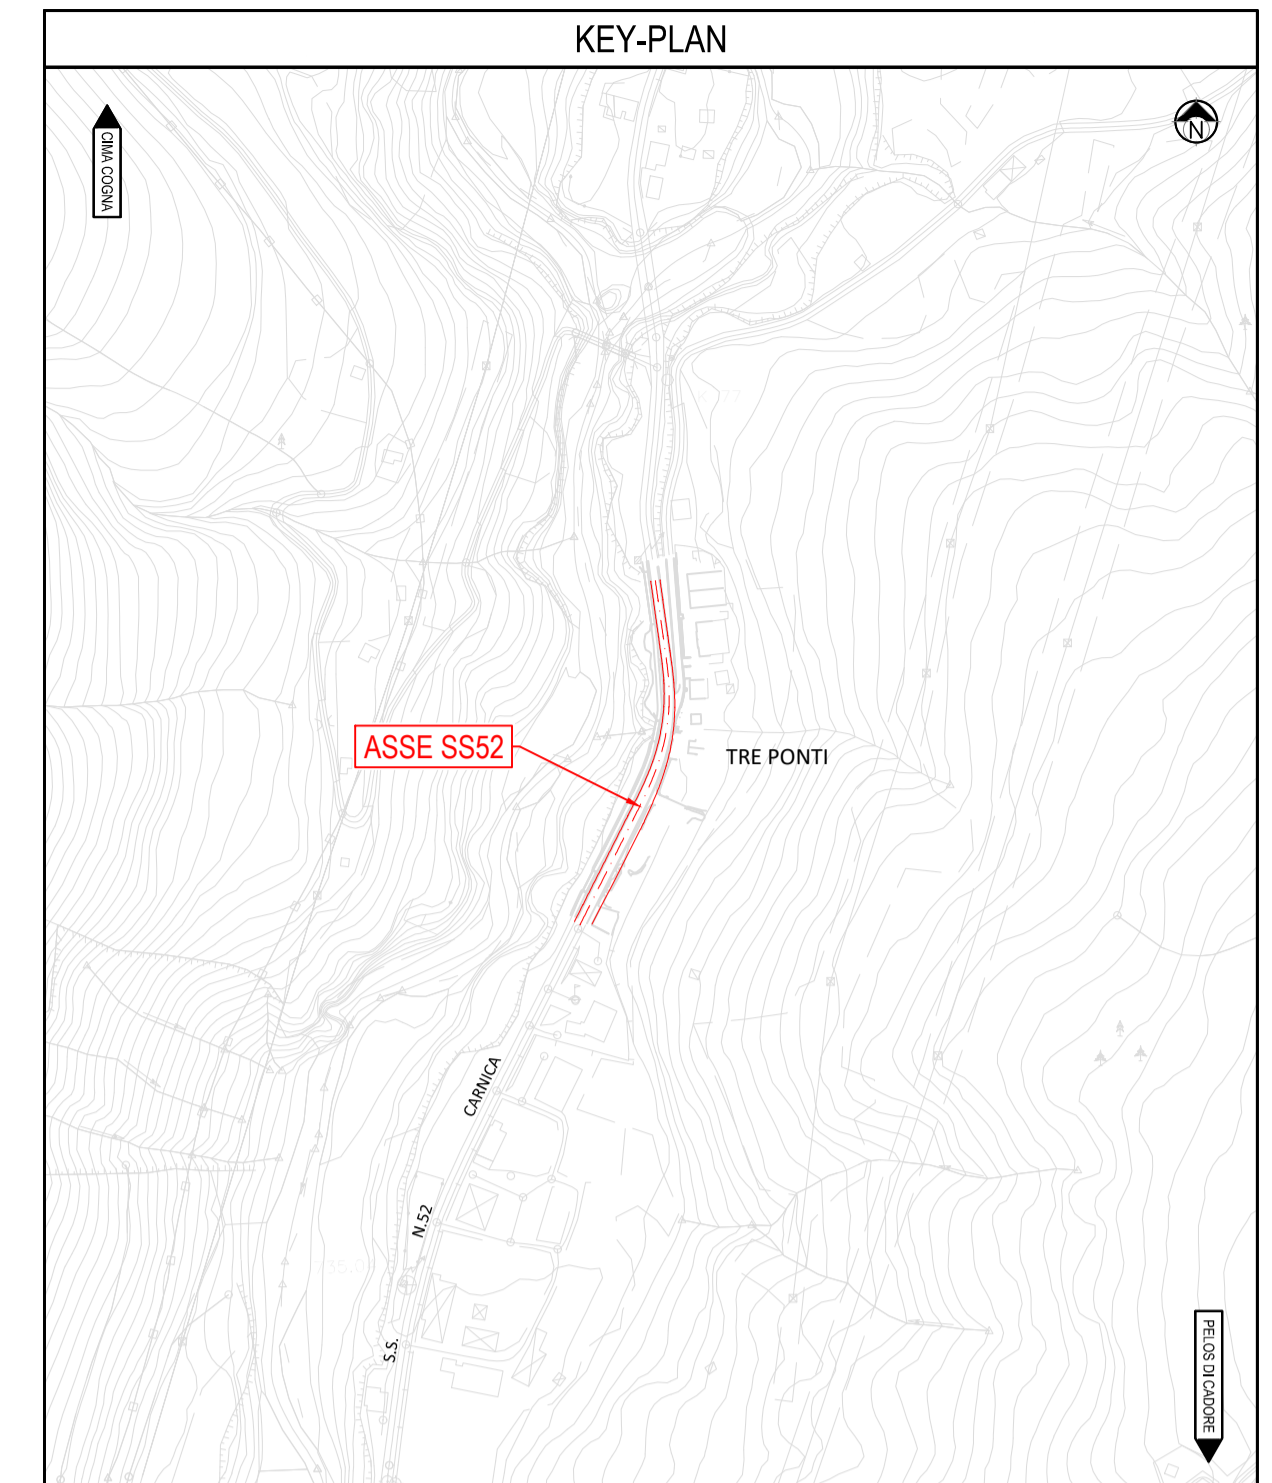 KEY-PLAN
CIMA COGNA
N
ASSE SS52
TRE PONTI
CARNICA
N.52
S.S.
PELOS DI CADORE